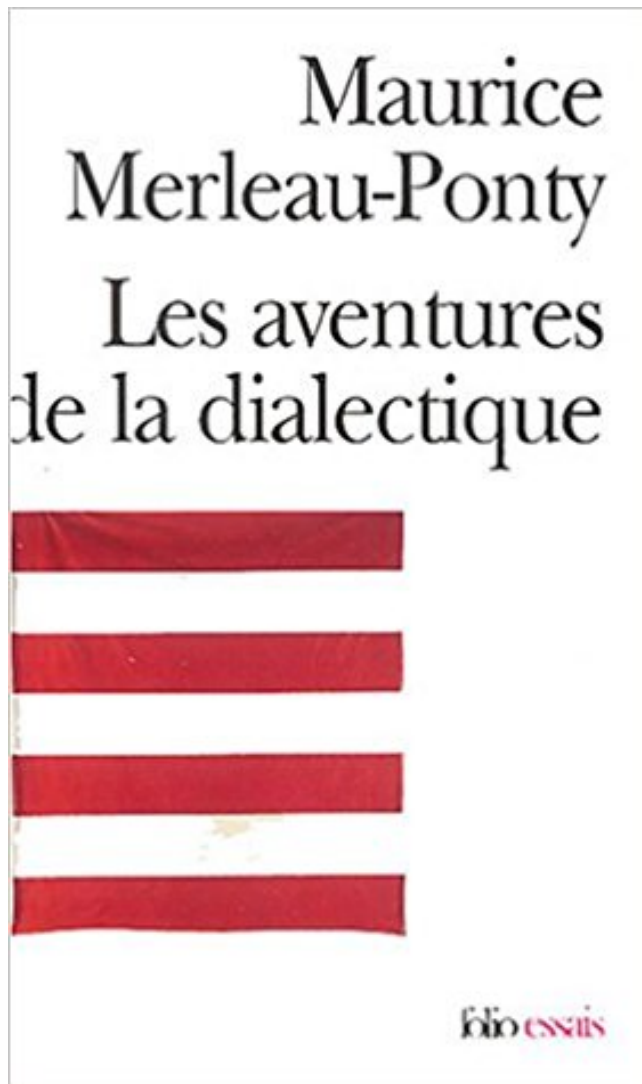 Maurice
Merleau-Ponty
Les aventures
de la dialectique
folio essais